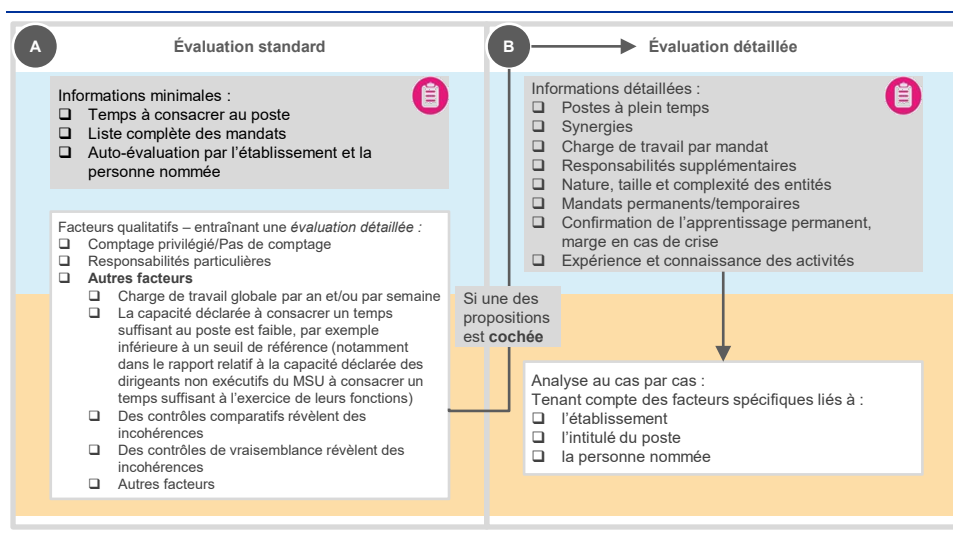 A
Évaluation standard
Informations minimales :
❑ Temps à consacrer au poste
❑ Liste complète des mandats
❑ Auto-évaluation par l’établissement et la
personne nommée
Facteurs qualitatifs – entraînant une évaluation détaillée :
❑ Comptage privilégié/Pas de comptage
❑ Responsabilités particulières
❑ Autres facteurs
❑ Charge de travail globale par an et/ou par semaine
❑ La capacité déclarée à consacrer un temps
suffisant au poste est faible, par exemple
inférieure à un seuil de référence (notamment
dans le rapport relatif à la capacité déclarée des
dirigeants non exécutifs du MSU à consacrer un
temps suffisant à l’exercice de leurs fonctions)
❑ Des contrôles comparatifs révèlent des
incohérences
❑ Des contrôles de vraisemblance révèlent des
incohérences
❑ Autres facteurs
Si une des
propositions
est cochée
B
Évaluation détaillée
Informations détaillées :
❑ Postes à plein temps
❑ Synergies
❑ Charge de travail par mandat
❑ Responsabilités supplémentaires
❑ Nature, taille et complexité des entités
❑ Mandats permanents/temporaires
❑ Confirmation de l’apprentissage permanent,
marge en cas de crise
❑ Expérience et connaissance des activités
Analyse au cas par cas :
Tenant compte des facteurs spécifiques liés à :
❑ l’établissement
❑ l’intitulé du poste
❑ la personne nommée